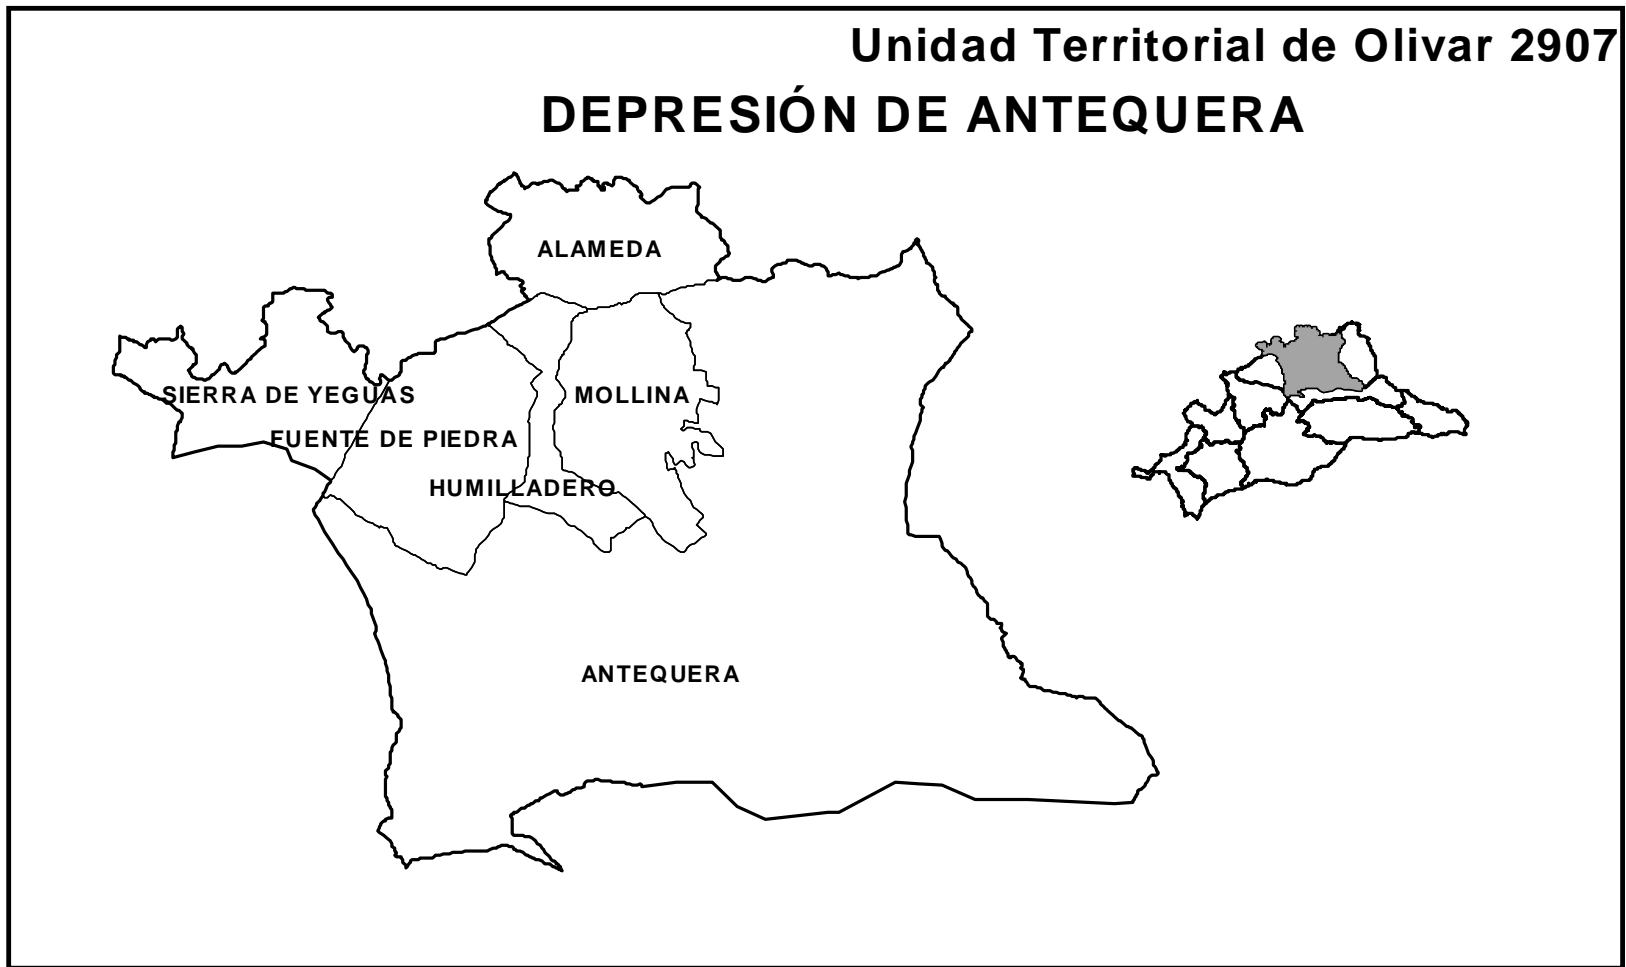 Unidad Territorial de Olivar 2907
DEPRESIÓN DE ANTEQUERA
ALAMEDA
SIERRA DE YEGUAS
MOLLINA
FUENTE DE PIEDRA
HUMILLADERO
ANTEQUERA